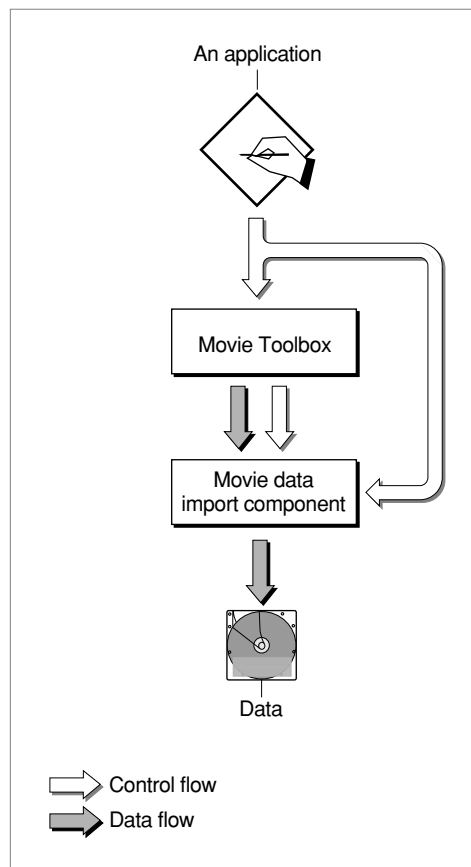 An application
Movie Toolbox
Movie data
import component
Data
Control flow
Data flow